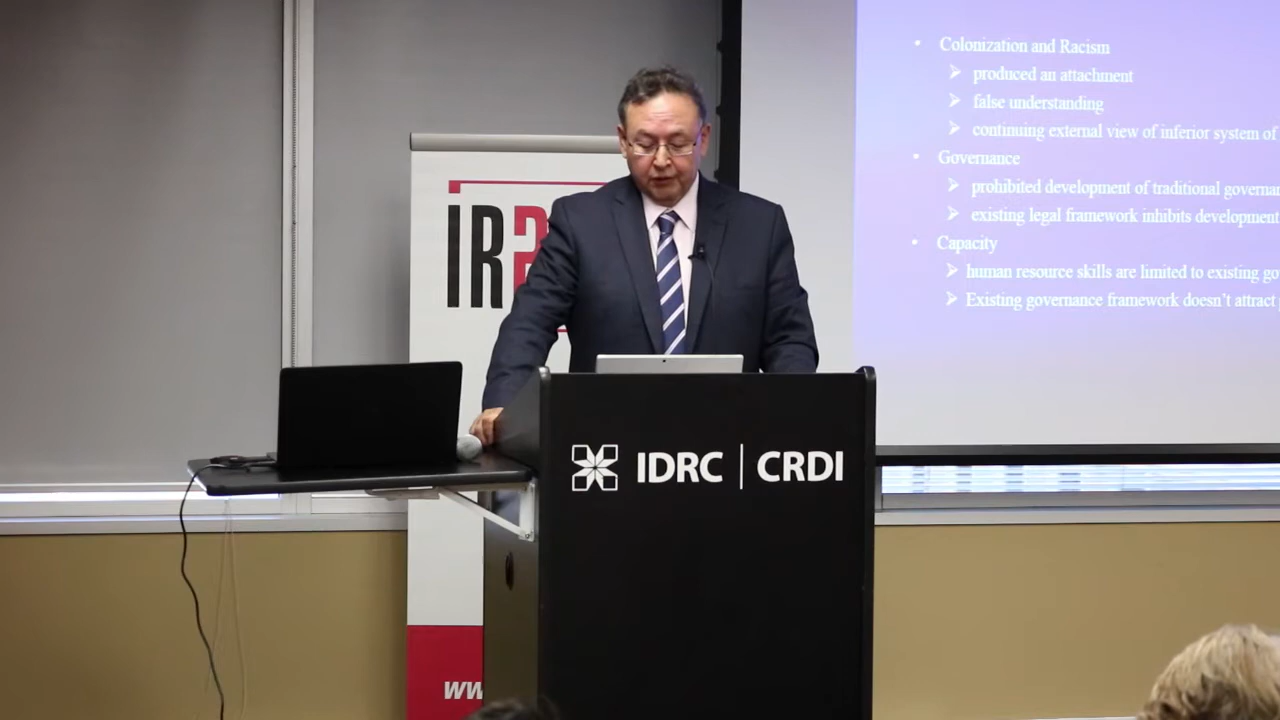 • Colonization and Racism
➢ produced an attachment
➢ false understanding
➢ continuing external view of inferior system of
• Governance
➢ prohibited development of traditional governa
➢ existing legal framework inhibits development
• Capacity
➢ human resource skills are limited to existing go
➢ Existing governance framework doesn't attract
IR
IDRC | CRDI
ww